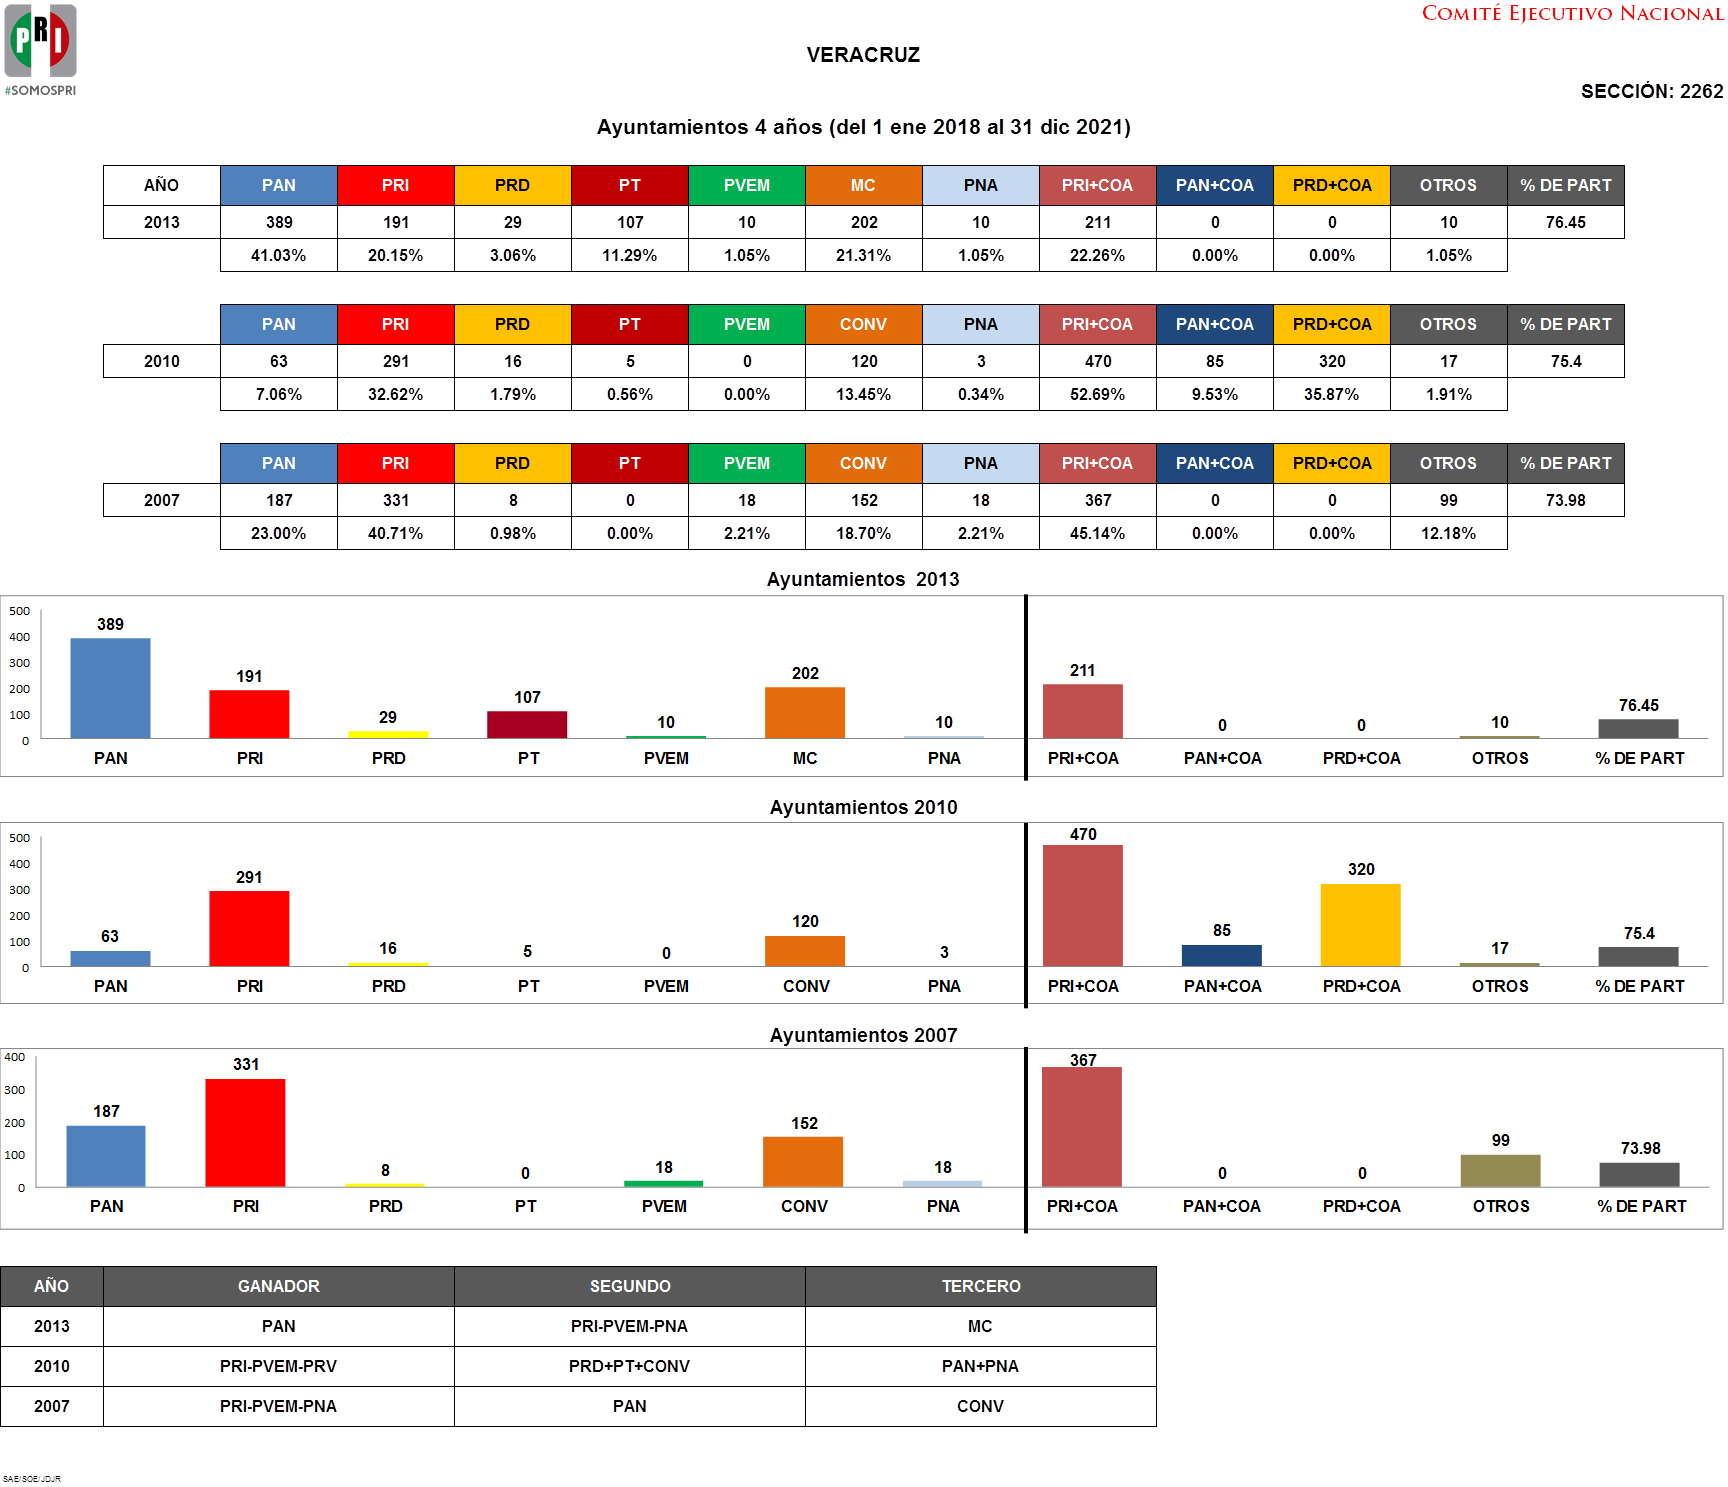 PRI
#SOMOSPRI
COMITÉ EJECUTIVO NACIONAL
VERACRUZ
SECCIÓN: 2262
Ayuntamientos 4 años (del 1 ene 2018 al 31 dic 2021)
AÑO PAN PRI PRD PT PVEM MC PNA PRI+COA PAN+COA PRD+COA OTROS % DE PART
2013 389 191 29 107 10 202 10 211 0 0 10 76.45
41.03% 20.15% 3.06% 11.29% 1.05% 21.31% 1.05% 22.26% 0.00% 0.00% 1.05%
PAN PRI PRD PT PVEM CONV PNA PRI+COA PAN+COA PRD+COA OTROS % DE PART
2010 63 291 16 5 0 120 3 470 85 320 17 75.4
7.06% 32.62% 1.79% 0.56% 0.00% 13.45% 0.34% 52.69% 9.53% 35.87% 1.91%
PAN PRI PRD PT PVEM CONV PNA PRI+COA PAN+COA PRD+COA OTROS % DE PART
2007 187 331 8 0 18 152 18 367 0 0 99 73.98
23.00% 40.71% 0.98% 0.00% 2.21% 18.70% 2.21% 45.14% 0.00% 0.00% 12.18%
Ayuntamientos 2013
500
400
300
200
100
0
389 191 29 107 10 202 10 211 0 0 10 76.45
PAN PRI PRD PT PVEM MC PNA PRI+COA PAN+COA PRD+COA OTROS % DE PART
Ayuntamientos 2010
500
400
300
200
100
0
63 291 16 5 0 120 3 470 85 320 17 75.4
PAN PRI PRD PT PVEM CONV PNA PRI+COA PAN+COA PRD+COA OTROS % DE PART
Ayuntamientos 2007
400
300
200
100
0
187 331 8 0 18 152 18 367 0 0 99 73.98
PAN PRI PRD PT PVEM CONV PNA PRI+COA PAN+COA PRD+COA OTROS % DE PART
AÑO GANADOR SEGUNDO TERCERO
2013 PAN PRI-PVEM-PNA MC
2010 PRI-PVEM-PRV PRD+PT+CONV PAN+PNA
2007 PRI-PVEM-PNA PAN CONV
SAE/SOE/JDJR